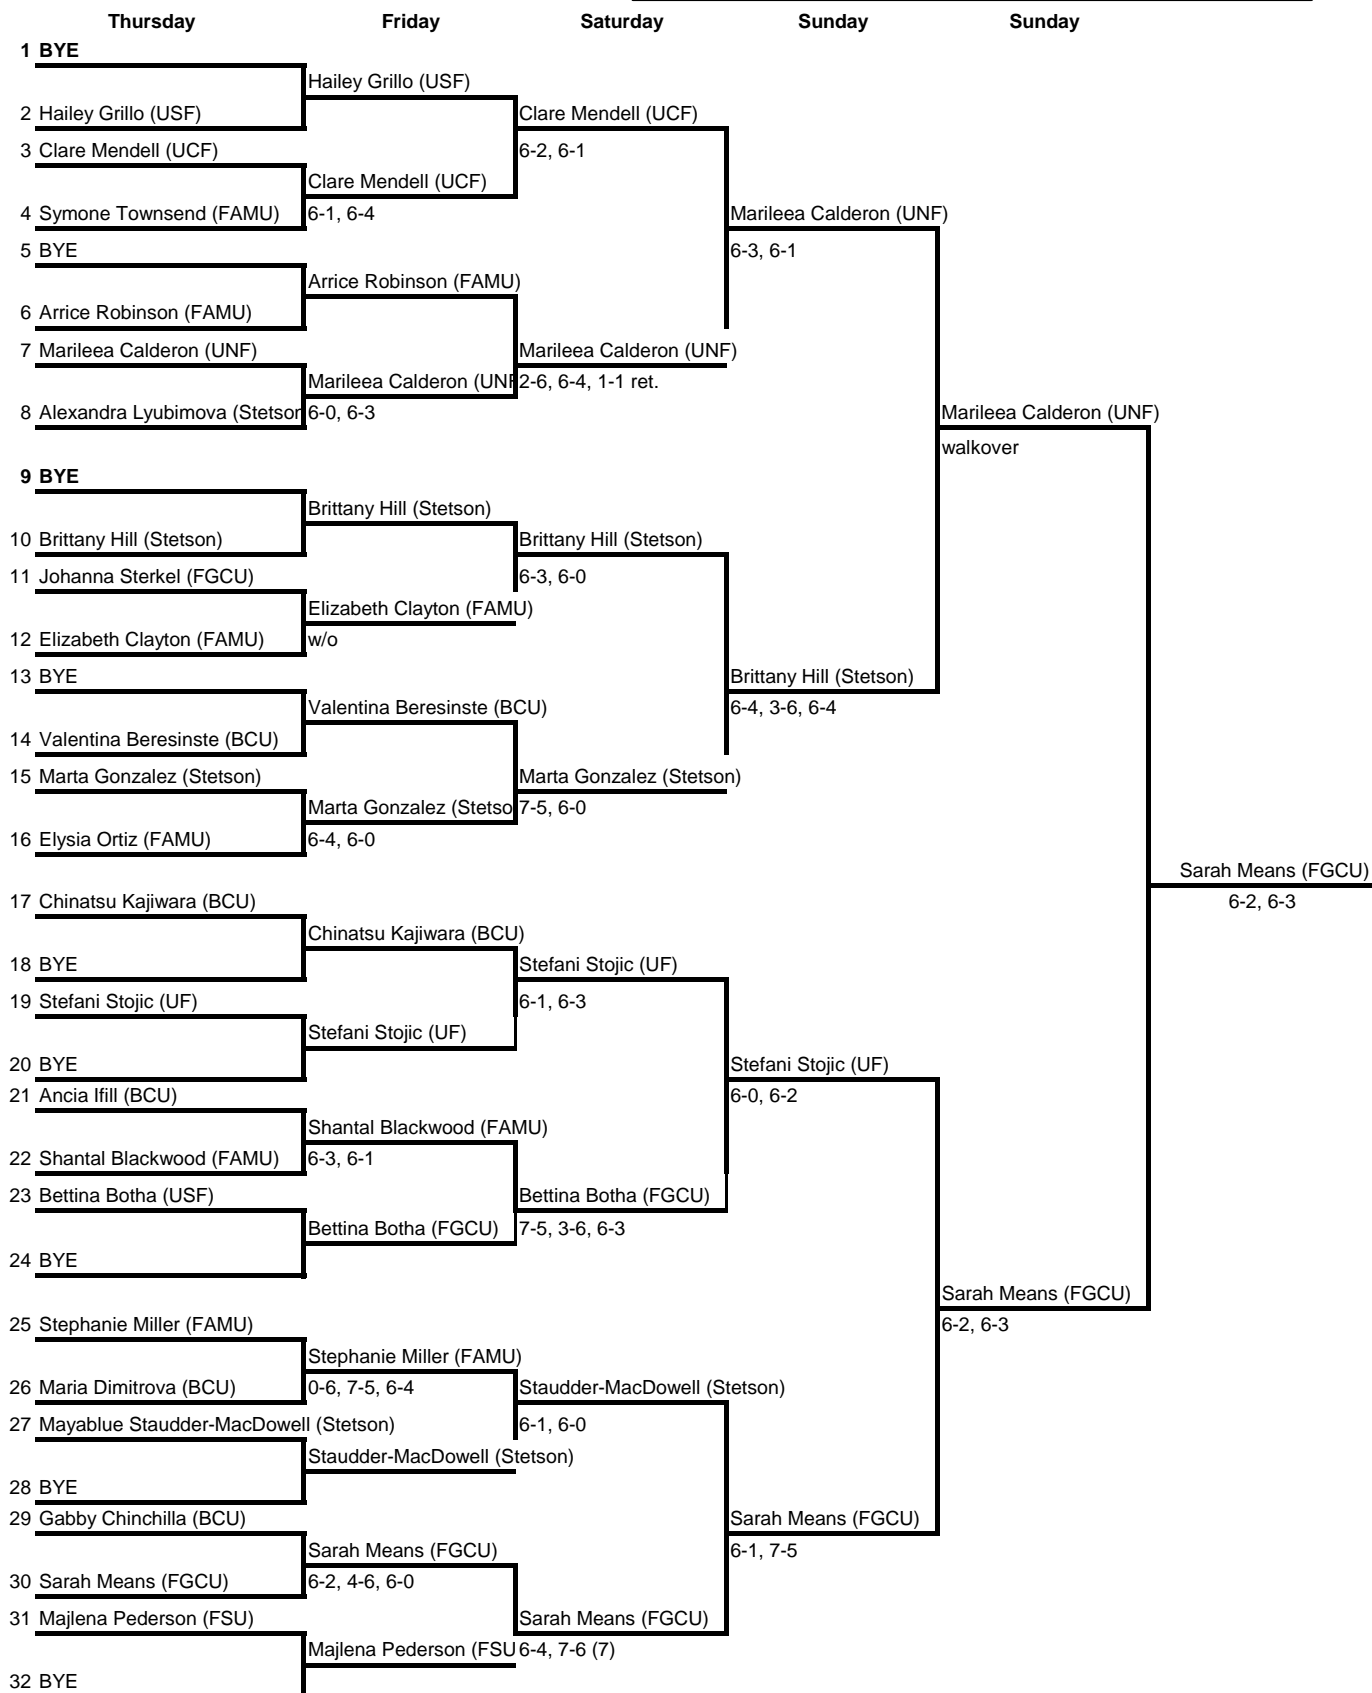 Thursday Friday Saturday Sunday Sunday
1 BYE
Hailey Grillo (USF)
2 Hailey Grillo (USF)
Clare Mendell (UCF)
3 Clare Mendell (UCF)
6-2, 6-1
Clare Mendell (UCF)
4 Symone Townsend (FAMU)
6-1, 6-4
Marileea Calderon (UNF)
5 BYE
6-3, 6-1
Arrice Robinson (FAMU)
6 Arrice Robinson (FAMU)
7 Marileea Calderon (UNF)
Marileea Calderon (UNF)
Marileea Calderon (UNF
2-6, 6-4, 1-1 ret.
8 Alexandra Lyubimova (Stetson
6-0, 6-3
Marileea Calderon (UNF)
walkover
9 BYE
Brittany Hill (Stetson)
10 Brittany Hill (Stetson)
Brittany Hill (Stetson)
11 Johanna Sterkel (FGCU)
6-3, 6-0
Elizabeth Clayton (FAMU)
12 Elizabeth Clayton (FAMU)
w/o
13 BYE
Brittany Hill (Stetson)
Valentina Beresinste (BCU)
6-4, 3-6, 6-4
14 Valentina Beresinste (BCU)
15 Marta Gonzalez (Stetson)
Marta Gonzalez (Stetson)
Marta Gonzalez (Stetso
7-5, 6-0
16 Elysia Ortiz (FAMU)
6-4, 6-0
Sarah Means (FGCU)
6-2, 6-3
17 Chinatsu Kajiwara (BCU)
Chinatsu Kajiwara (BCU)
18 BYE
Stefani Stojic (UF)
19 Stefani Stojic (UF)
6-1, 6-3
Stefani Stojic (UF)
20 BYE
Stefani Stojic (UF)
21 Ancia Ifill (BCU)
6-0, 6-2
Shantal Blackwood (FAMU)
22 Shantal Blackwood (FAMU)
6-3, 6-1
23 Bettina Botha (USF)
Bettina Botha (FGCU)
Bettina Botha (FGCU)
7-5, 3-6, 6-3
24 BYE
Sarah Means (FGCU)
25 Stephanie Miller (FAMU)
6-2, 6-3
Stephanie Miller (FAMU)
26 Maria Dimitrova (BCU)
0-6, 7-5, 6-4
Staudder-MacDowell (Stetson)
27 Mayablue Staudder-MacDowell (Stetson)
6-1, 6-0
Staudder-MacDowell (Stetson)
28 BYE
29 Gabby Chinchilla (BCU)
Sarah Means (FGCU)
Sarah Means (FGCU)
6-1, 7-5
30 Sarah Means (FGCU)
6-2, 4-6, 6-0
31 Majlena Pederson (FSU)
Sarah Means (FGCU)
Majlena Pederson (FSU
6-4, 7-6 (7)
32 BYE